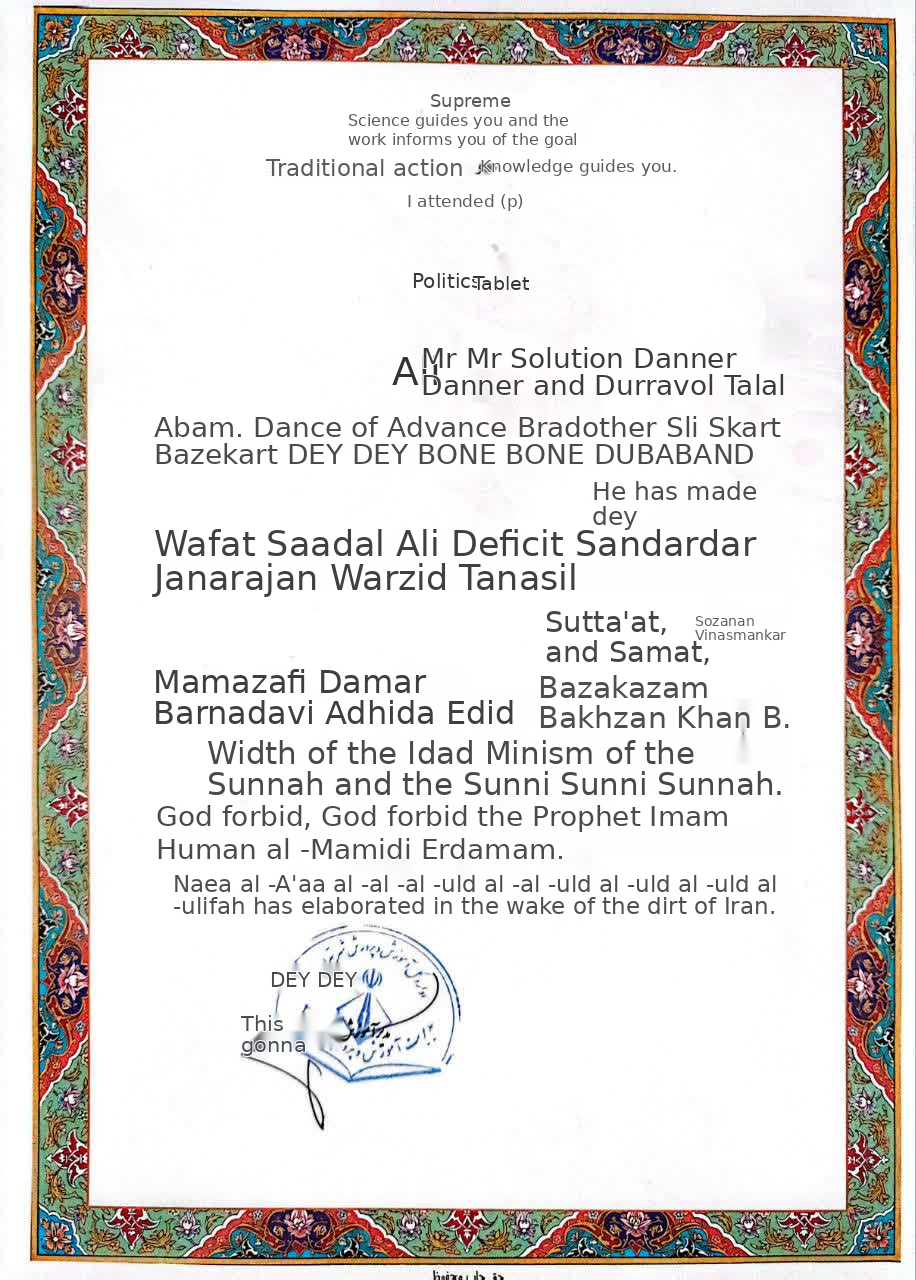 Supreme
Science guides you and the
work informs you of the goal
Traditional action
Knowledge guides you.
I attended (p)
Politics
Tablet
Ali
Mr Mr Solution Danner
Danner and Durravol Talal
Abam. Dance of Advance Bradother Sli Skart
Bazekart DEY DEY BONE BONE DUBABAND
He has made
dey
Wafat Saadal Ali Deficit Sandardar
Janarajan Warzid Tanasil
Sutta'at,
and Samat,
Sozanan
Vinasmankar
Mamazafi Damar
Barnadavi Adhida Edid
Bazakazam
Bakhzan Khan B.
Width of the Idad Minism of the
Sunnah and the Sunni Sunni Sunnah.
God forbid, God forbid the Prophet Imam
Human al -Mamidi Erdamam.
Naea al -A'aa al -al -al -uld al -al -uld al -uld al -uld al
-ulifah has elaborated in the wake of the dirt of Iran.
DEY DEY
This
gonna